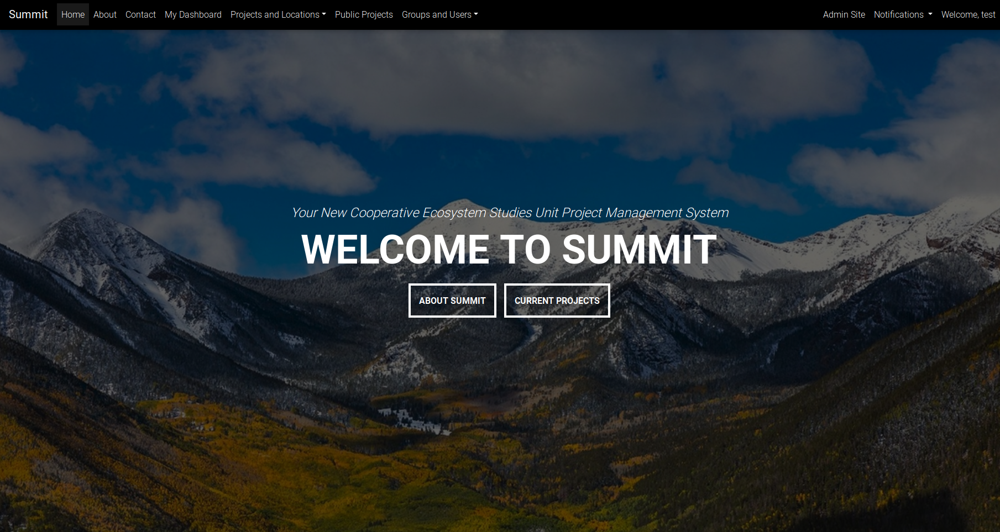 Summit Home About Contact My Dashboard Projects and Locations Public Projects Groups and Users Admin Site Notifications Welcome, test
Your New Cooperative Ecosystem Studies Unit Project Management System
WELCOME TO SUMMIT
ABOUT SUMMIT CURRENT PROJECTS